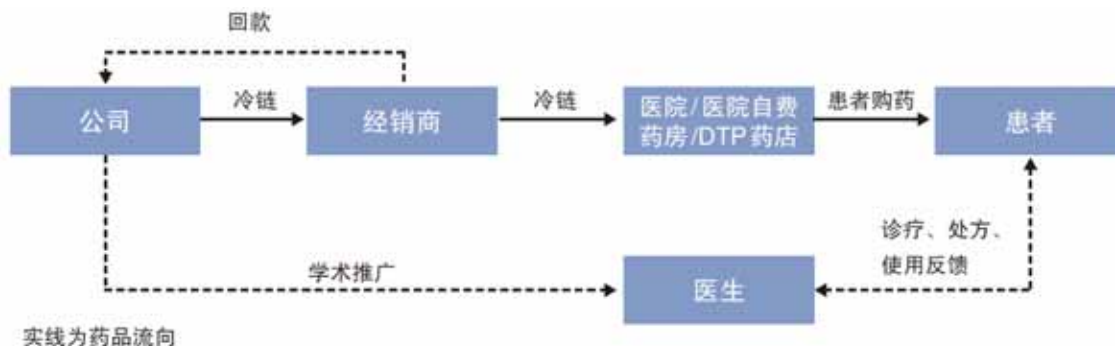 回款
公司
冷链
经销商
冷链
医院/医院自费
药房/DTP药店
患者购药
患者
学术推广
医生
诊疗、处方、
使用反馈
实线为药品流向